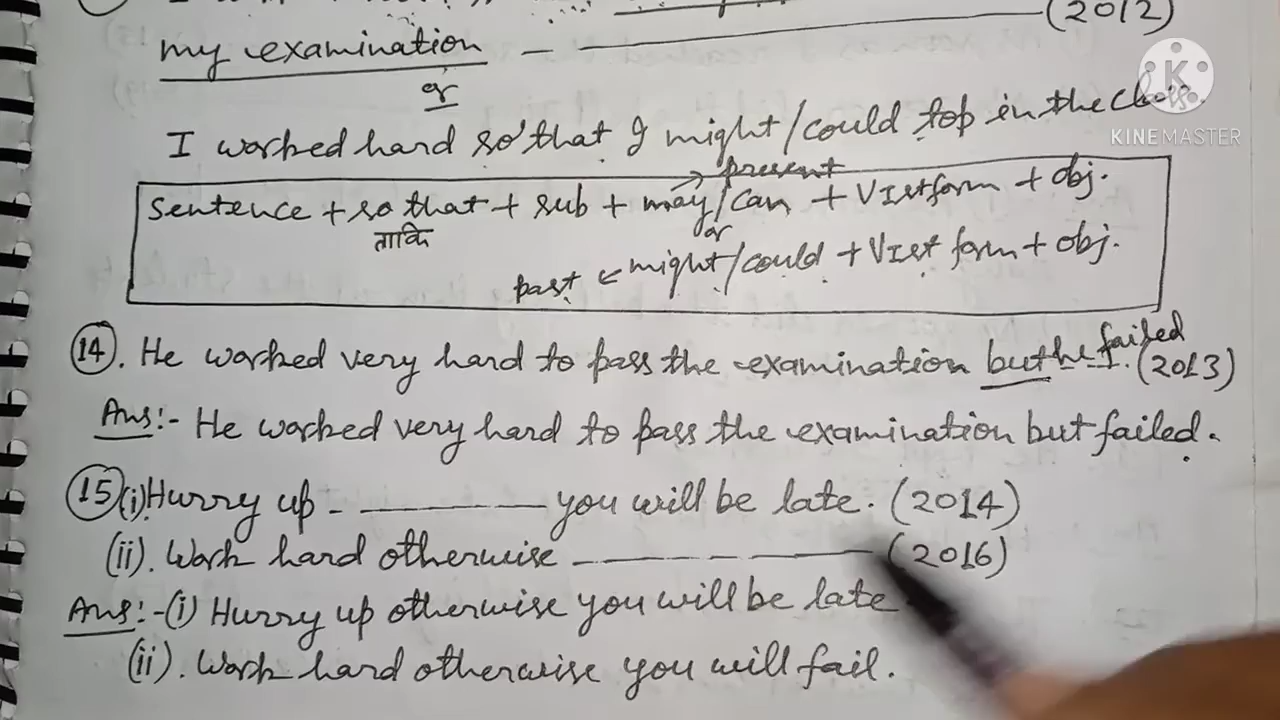 (2012)
my examination
or
I worked hard so that I might/could top in the class.
KINEMASTER
→ present
Sentence + so that + sub + may/can + VIst form + obj.
ताकि or
past ← might/could + VIst form + obj.
14. He worked very hard to pass the examination but he failed. (2013)
Ans:- He worked very hard to pass the examination but failed.
15 (i) Hurry up - ———— you will be late. (2014)
(ii). Work hard otherwise ———— (2016)
Ans:- (i) Hurry up otherwise you will be late
(ii). Work hard otherwise you will fail.